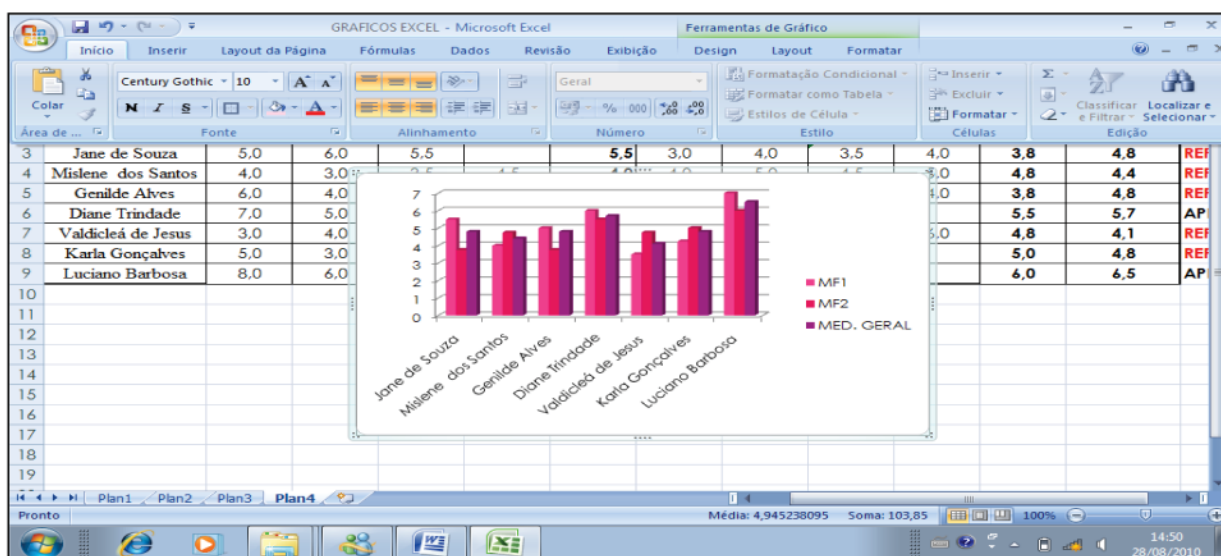 GRAFICOS EXCEL - Microsoft Excel Ferramentas de Gráfico
Início Inserir Layout da Página Fórmulas Dados Revisão Exibição Design Layout Formatar
Colar
Century Gothic 10 A A
N I S A
Geral
% 000
Formatação Condicional
Formatar como Tabela
Estilos de Célula
Inserir
Excluir
Formatar
Σ
Classificar e Filtrar
Localizar e Selecionar
Área de ... Fonte Alinhamento Número Estilo Células Edição
3 Jane de Souza 5,0 6,0 5,5 5,5 3,0 4,0 3,5 4,0 3,8 4,8
4 Mislene dos Santos 4,0 3,0 4,8 4,4
5 Genilde Alves 6,0 4,0 3,8 4,8
6 Diane Trindade 7,0 5,0 5,5 5,7
7 Valdicleá de Jesus 3,0 4,0 4,8 4,1
8 Karla Gonçalves 5,0 3,0 5,0 4,8
9 Luciano Barbosa 8,0 6,0 6,0 6,5
10
11
12
13
14
15
16
17
18
19
7
6
5
4
3
2
1
0
Jane de Souza
Mislene dos Santos
Genilde Alves
Diane Trindade
Valdicleá de Jesus
Karla Gonçalves
Luciano Barbosa
MF1
MF2
MED. GERAL
Plan1 Plan2 Plan3 Plan4
Pronto Média: 4,945238095 Soma: 103,85 100%
14:50
28/08/2010